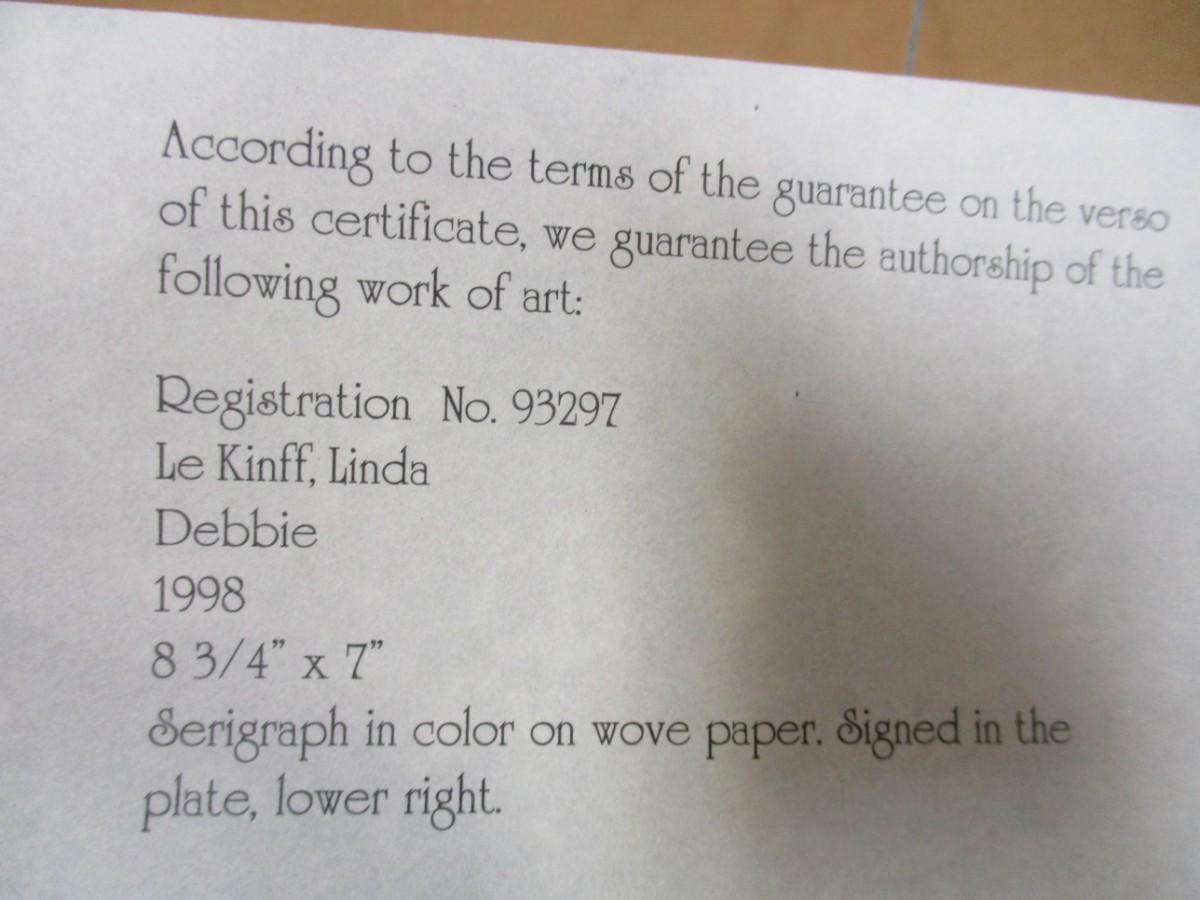 According to the terms of the guarantee on the verso
of this certificate, we guarantee the authorship of the
following work of art:
Registration No. 93297
Le Kinff, Linda
Debbie
1998
8 3/4” x 7”
Serigraph in color on wove paper. Signed in the
plate, lower right.